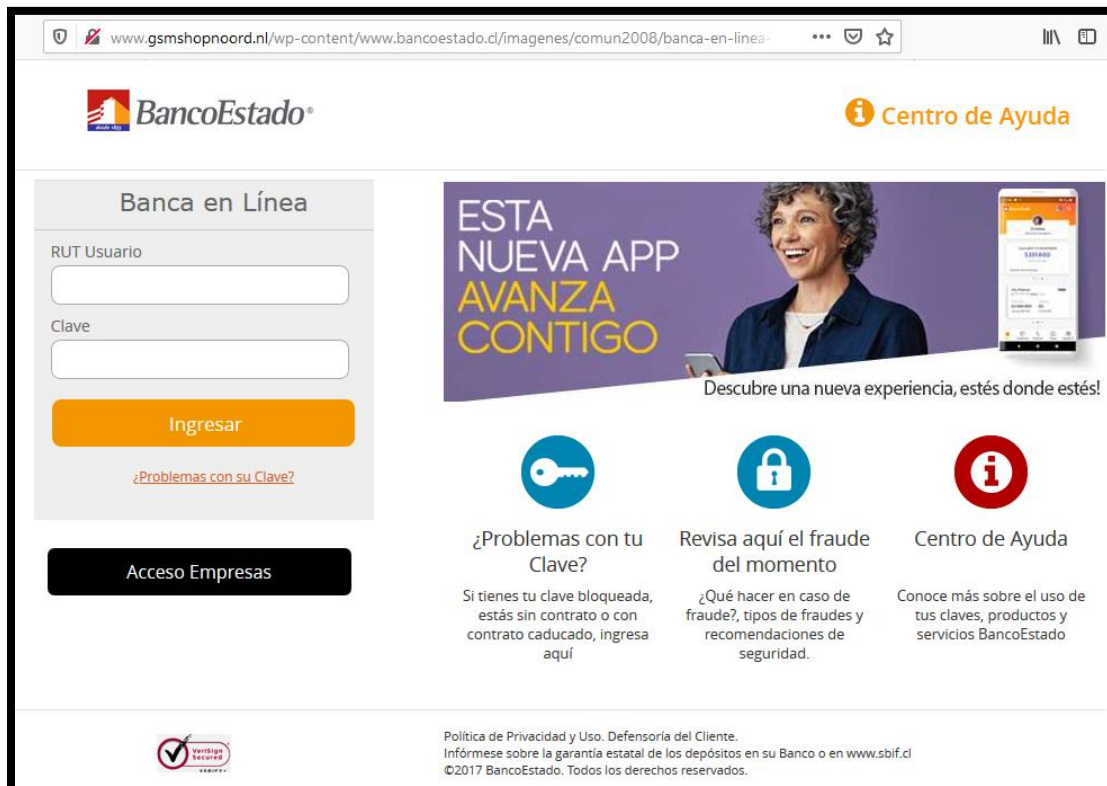 www.gsmshopnoord.nl/wp-content/www.bancoestado.cl/imagenes/comun2008/banca-en-linea-
BancoEstado®
Centro de Ayuda
Banca en Línea
RUT Usuario
Clave
Ingresar
¿Problemas con su Clave?
Acceso Empresas
ESTA
NUEVA APP
AVANZA
CONTIGO
Descubre una nueva experiencia, estés donde estés!
¿Problemas con tu
Clave?
Si tienes tu clave bloqueada,
estás sin contrato o con
contrato caducado, ingresa
aquí
Revisa aquí el fraude
del momento
¿Qué hacer en caso de
fraude?, tipos de fraudes y
recomendaciones de
seguridad.
Centro de Ayuda
Conoce más sobre el uso de
tus claves, productos y
servicios BancoEstado
VeriSign
Secured
VERIFY
Política de Privacidad y Uso. Defensoría del Cliente.
Infórmese sobre la garantía estatal de los depósitos en su Banco o en www.sbif.cl
©2017 BancoEstado. Todos los derechos reservados.